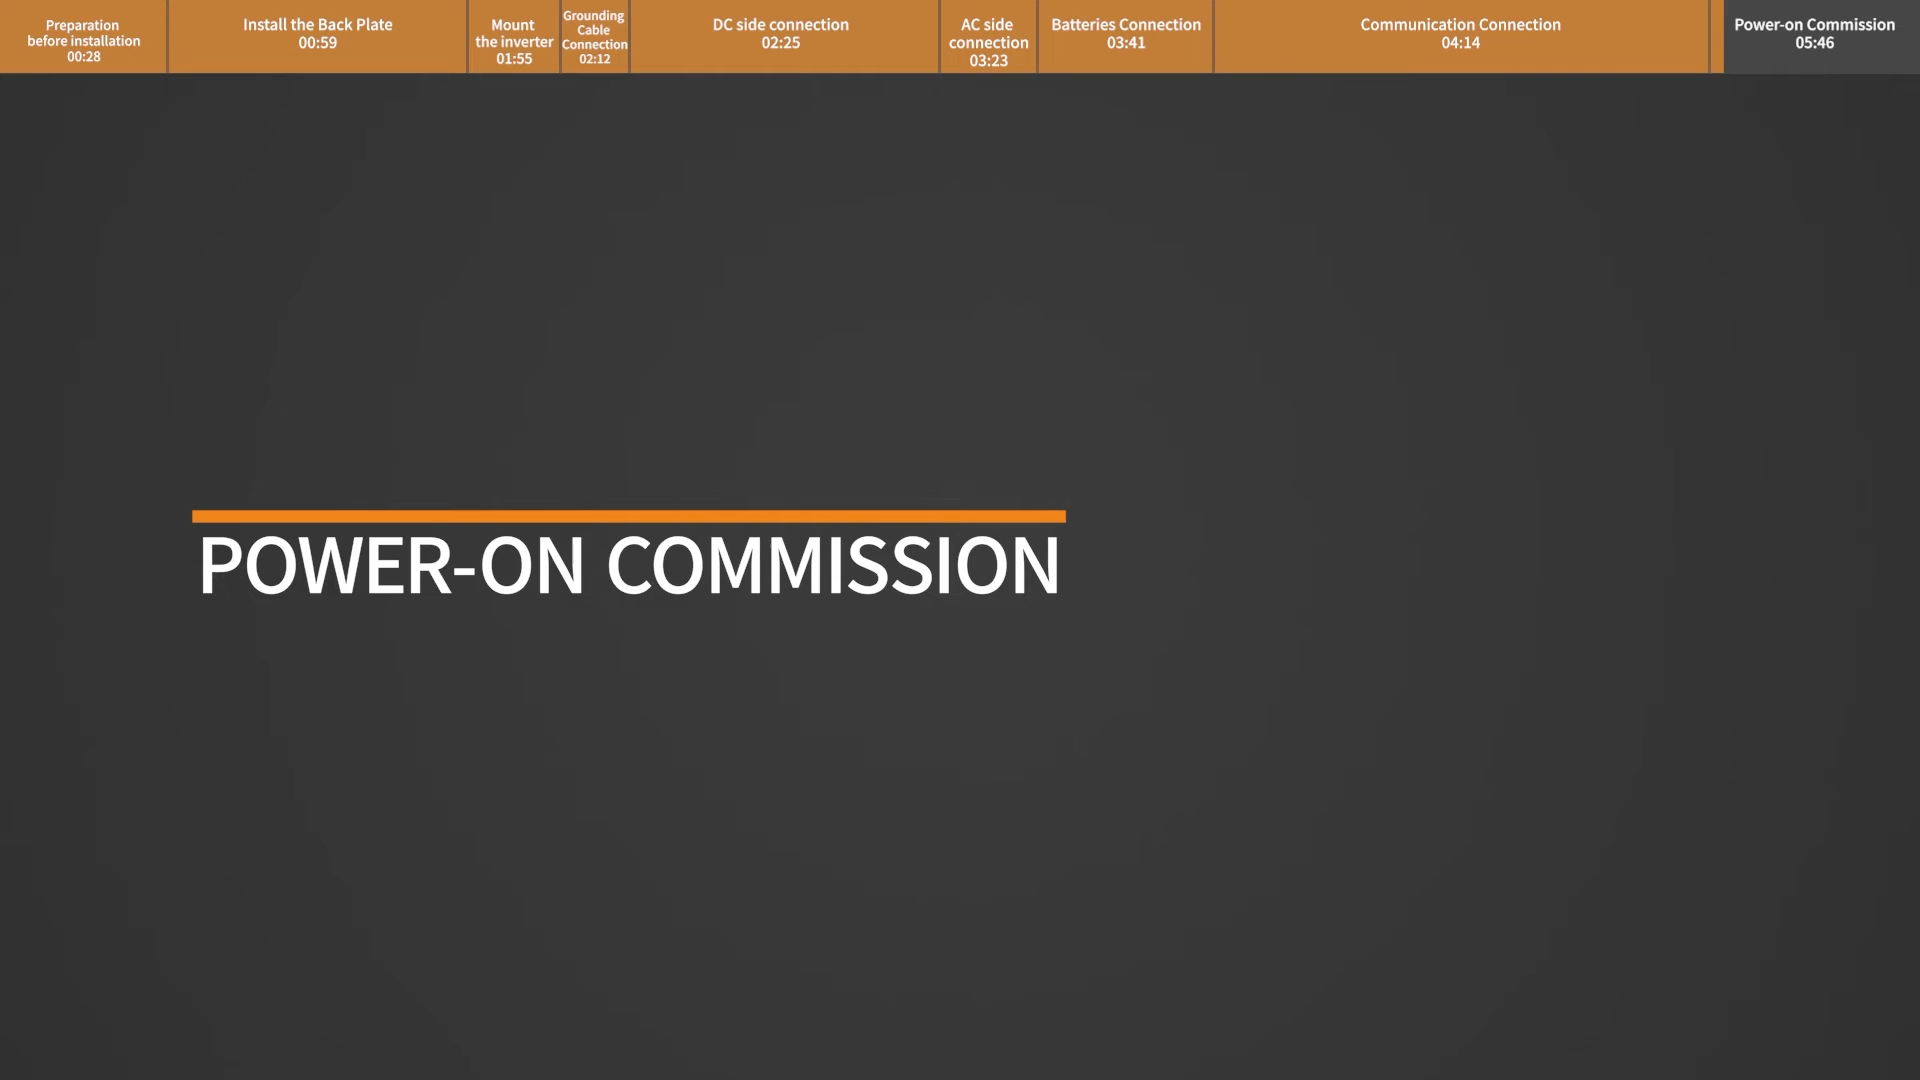 Preparation
before installation
00:28
Install the Back Plate
00:59
Mount
the inverter
01:55
Grounding
Cable
Connection
02:12
DC side connection
02:25
AC side
connection
03:23
Batteries Connection
03:41
Communication Connection
04:14
Power-on Commission
05:46
POWER-ON COMMISSION